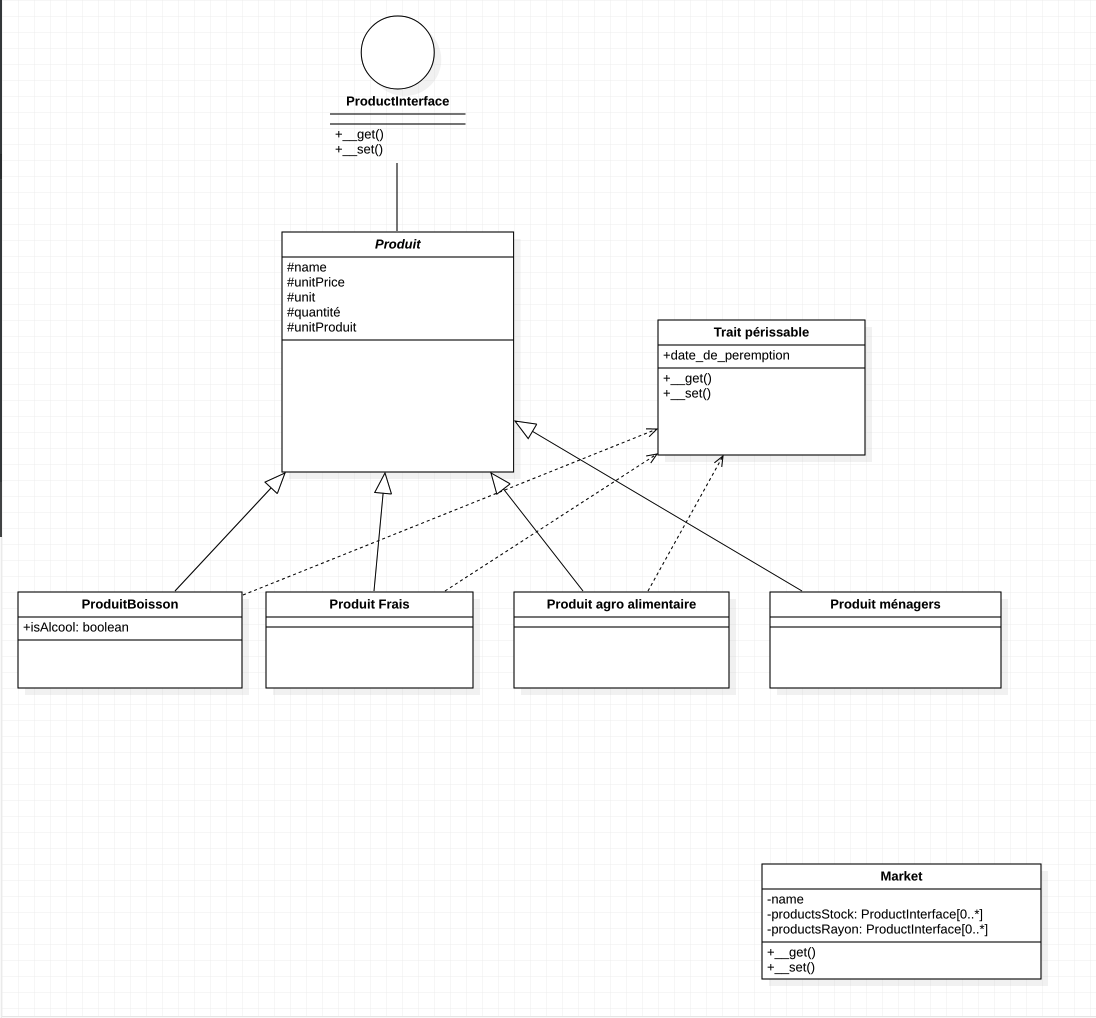 ProductInterface
+__get()
+__set()
Produit
#name
#unitPrice
#unit
#quantité
#unitProduit
Trait périssable
+date_de_peremption
+__get()
+__set()
ProduitBoisson
+isAlcool: boolean
Produit Frais
Produit agro alimentaire
Produit ménagers
Market
-name
-productsStock: ProductInterface[0..*]
-productsRayon: ProductInterface[0..*]
+__get()
+__set()